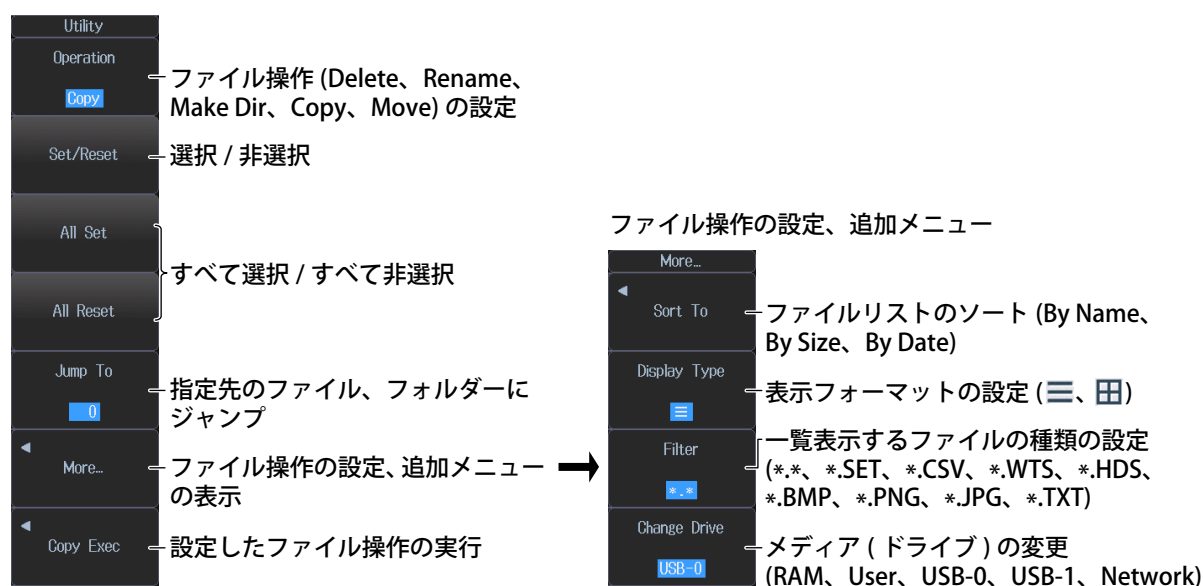 Utility
Operation
Copy
ファイル操作 (Delete、Rename、
Make Dir、Copy、Move) の設定
Set/Reset
選択 / 非選択
All Set
All Reset
すべて選択 / すべて非選択
Jump To
0
指定先のファイル、フォルダーに
ジャンプ
More...
ファイル操作の設定、追加メニュー
の表示
Copy Exec
設定したファイル操作の実行
ファイル操作の設定、追加メニュー
More...
Sort To
ファイルリストのソート (By Name、
By Size、By Date)
Display Type
表示フォーマットの設定 (、)
Filter
*.*
一覧表示するファイルの種類の設定
(*.*、*.SET、*.CSV、*.WTS、*.HDS、
*.BMP、*.PNG、*.JPG、*.TXT)
Change Drive
USB-0
メディア ( ドライブ ) の変更
(RAM、User、USB-0、USB-1、Network)